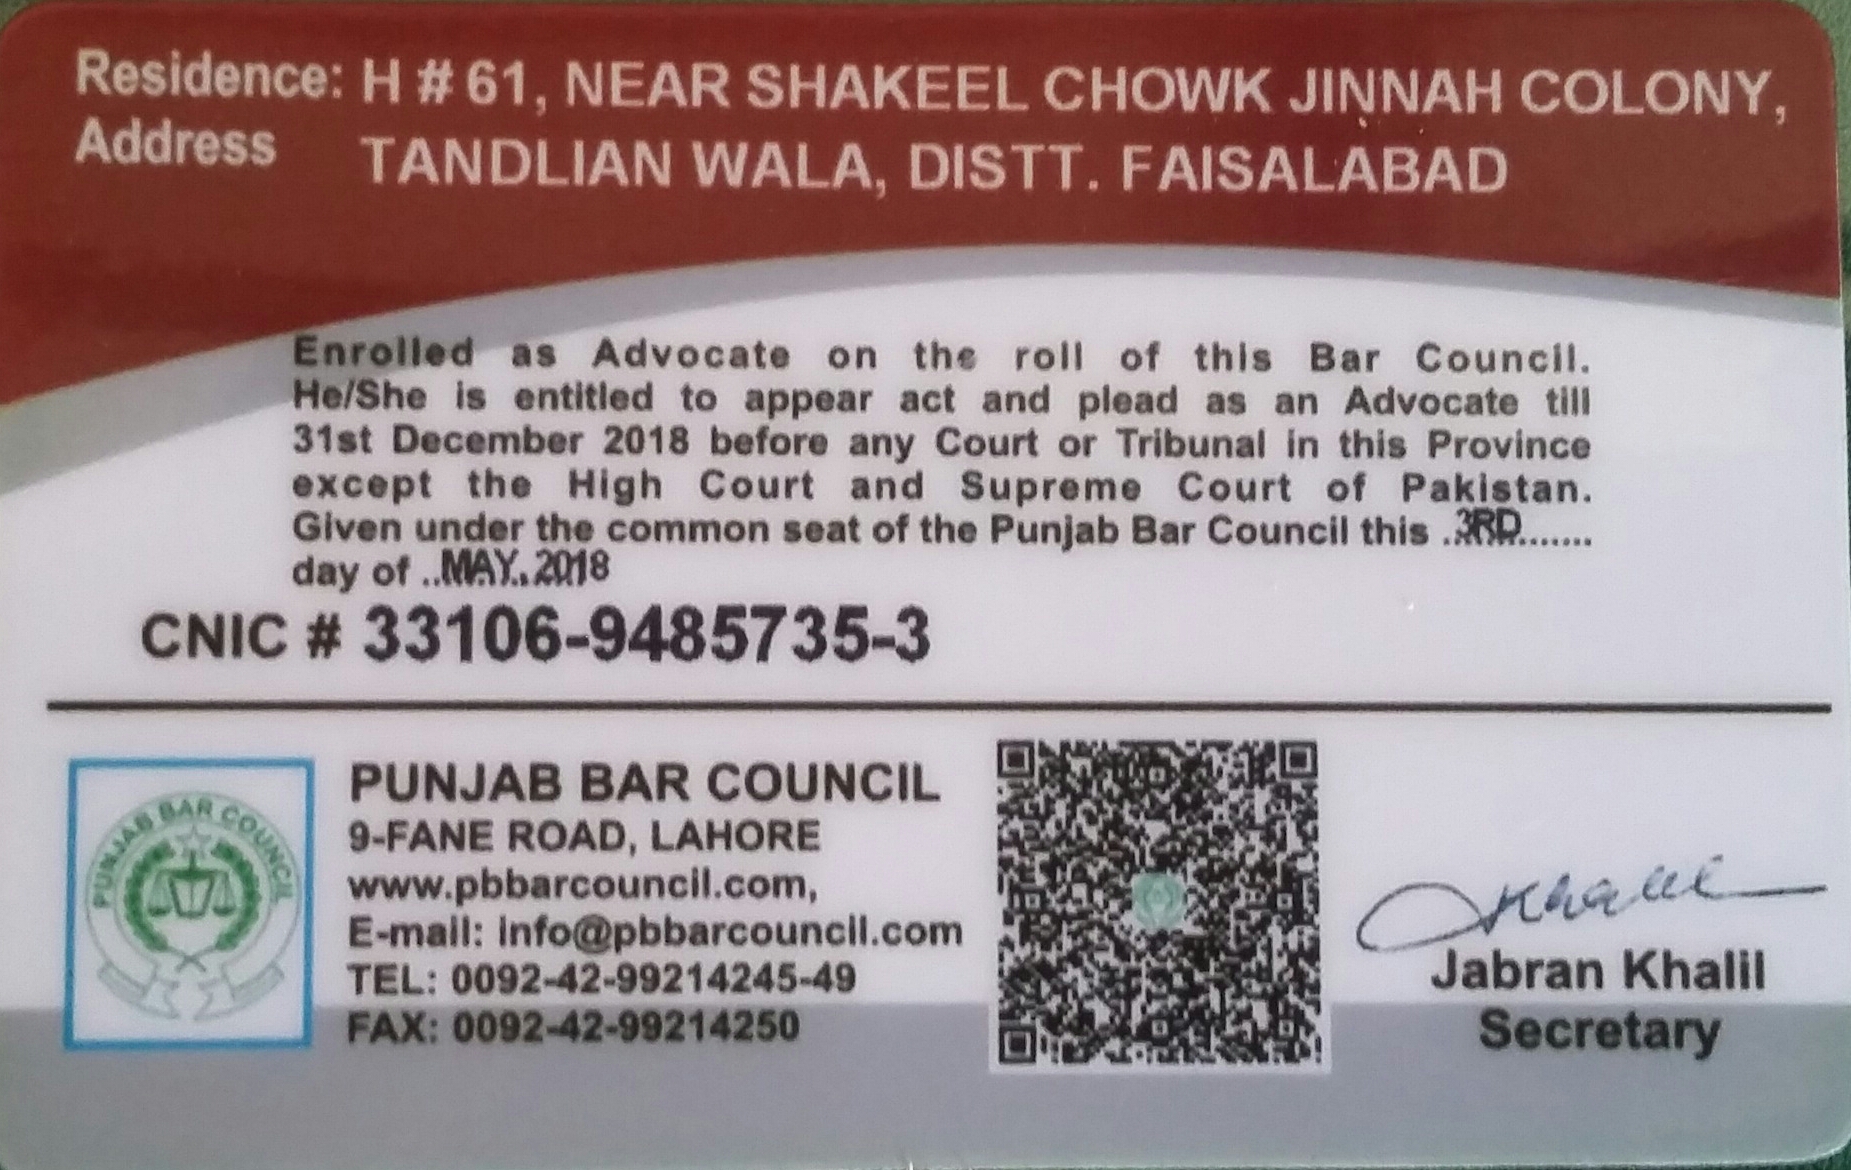 Residence: H # 61, NEAR SHAKEEL CHOWK JINNAH COLONY,
Address TANDLIAN WALA, DISTT. FAISALABAD
Enrolled as Advocate on the roll of this Bar Council.
He/She is entitled to appear act and plead as an Advocate till
31st December 2018 before any Court or Tribunal in this Province
except the High Court and Supreme Court of Pakistan.
Given under the common seat of the Punjab Bar Council this ..3RD........
day of ..MAY..2018
CNIC # 33106-9485735-3
PUNJAB BAR COUNCIL
PUNJAB BAR COUNCIL
9-FANE ROAD, LAHORE
www.pbbarcouncil.com,
E-mail: info@pbbarcouncil.com
TEL: 0092-42-99214245-49
FAX: 0092-42-99214250
Khalil
Jabran Khalil
Secretary